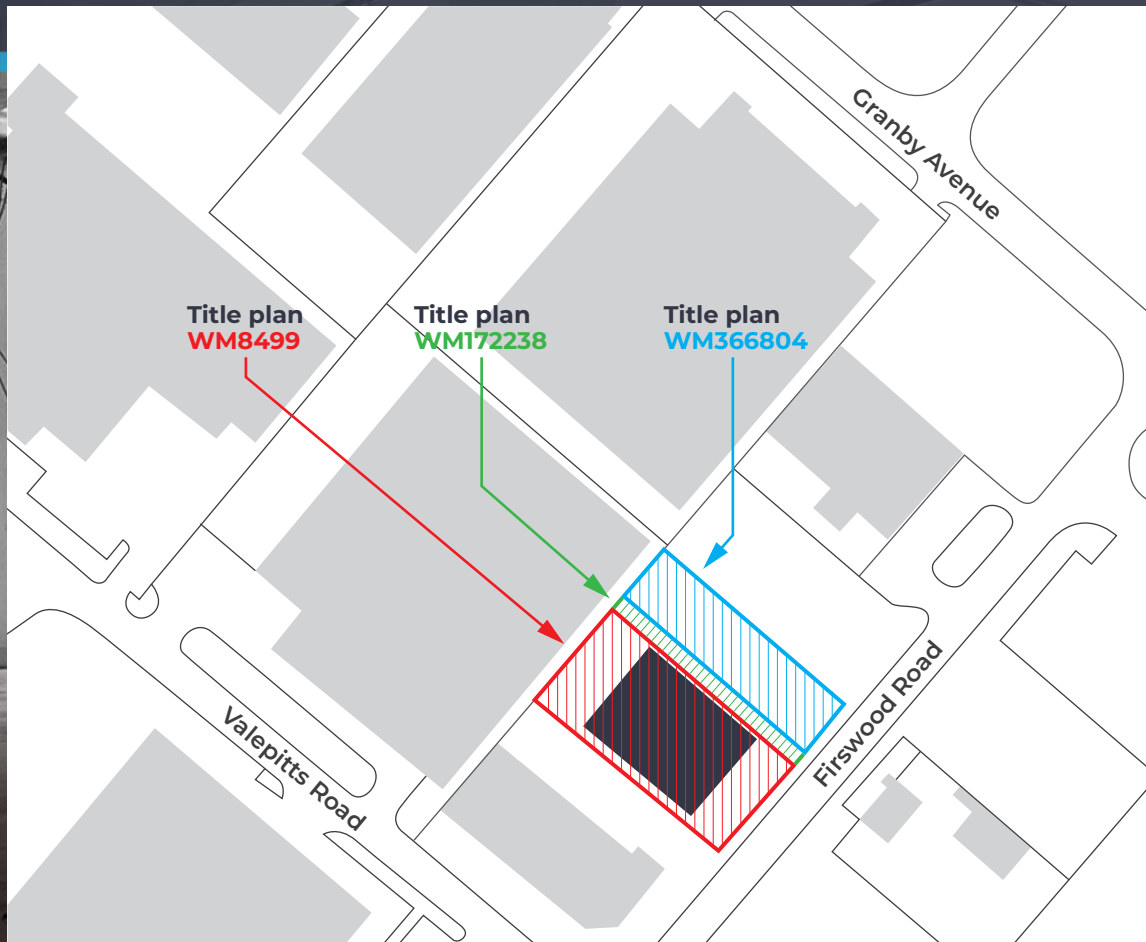 Granby Avenue
Title plan
WM8499
Title plan
WM172238
Title plan
WM366804
Firswood Road
Valepitts Road